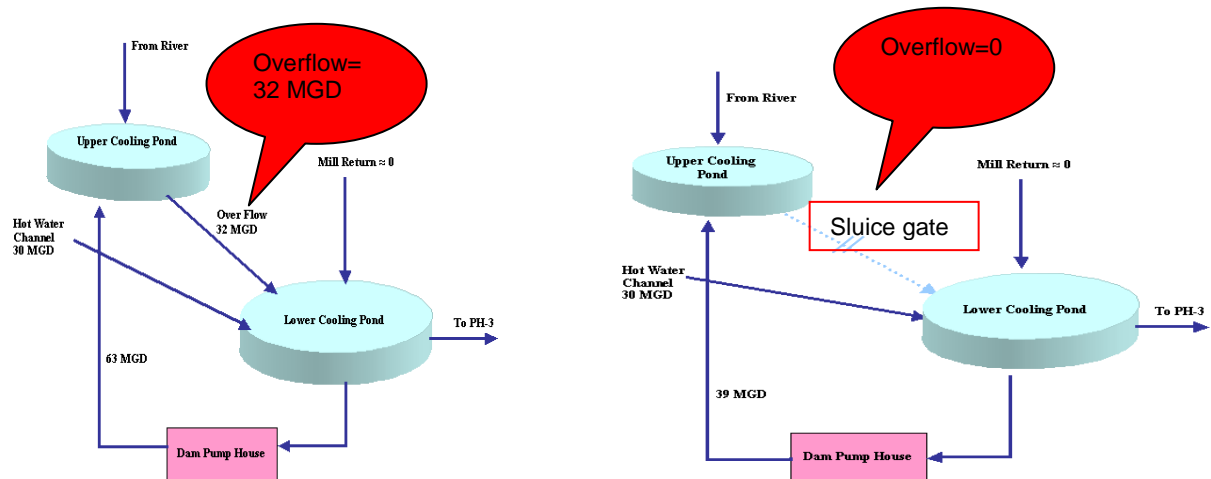 From River
Overflow=
32 MGD
Upper Cooling Pond
Mill Return ≈ 0
Over Flow
32 MGD
Hot Water
Channel
30 MGD
Lower Cooling Pond
To PH-3
63 MGD
Dam Pump House
Overflow=0
From River
Upper Cooling
Pond
Mill Return ≈ 0
Sluice gate
Hot Water
Channel
30 MGD
Lower Cooling Pond
To PH-3
39 MGD
Dam Pump House